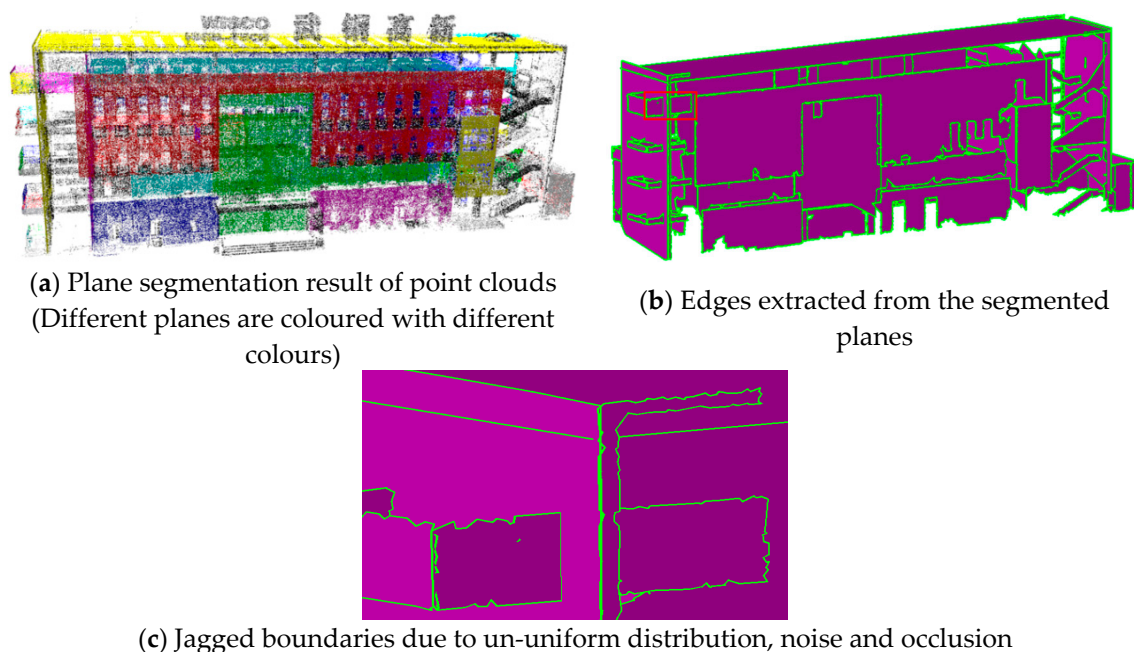 WISCO 武钢高新
(a) Plane segmentation result of point clouds
(Different planes are coloured with different
colours)
(b) Edges extracted from the segmented
planes
(c) Jagged boundaries due to un-uniform distribution, noise and occlusion